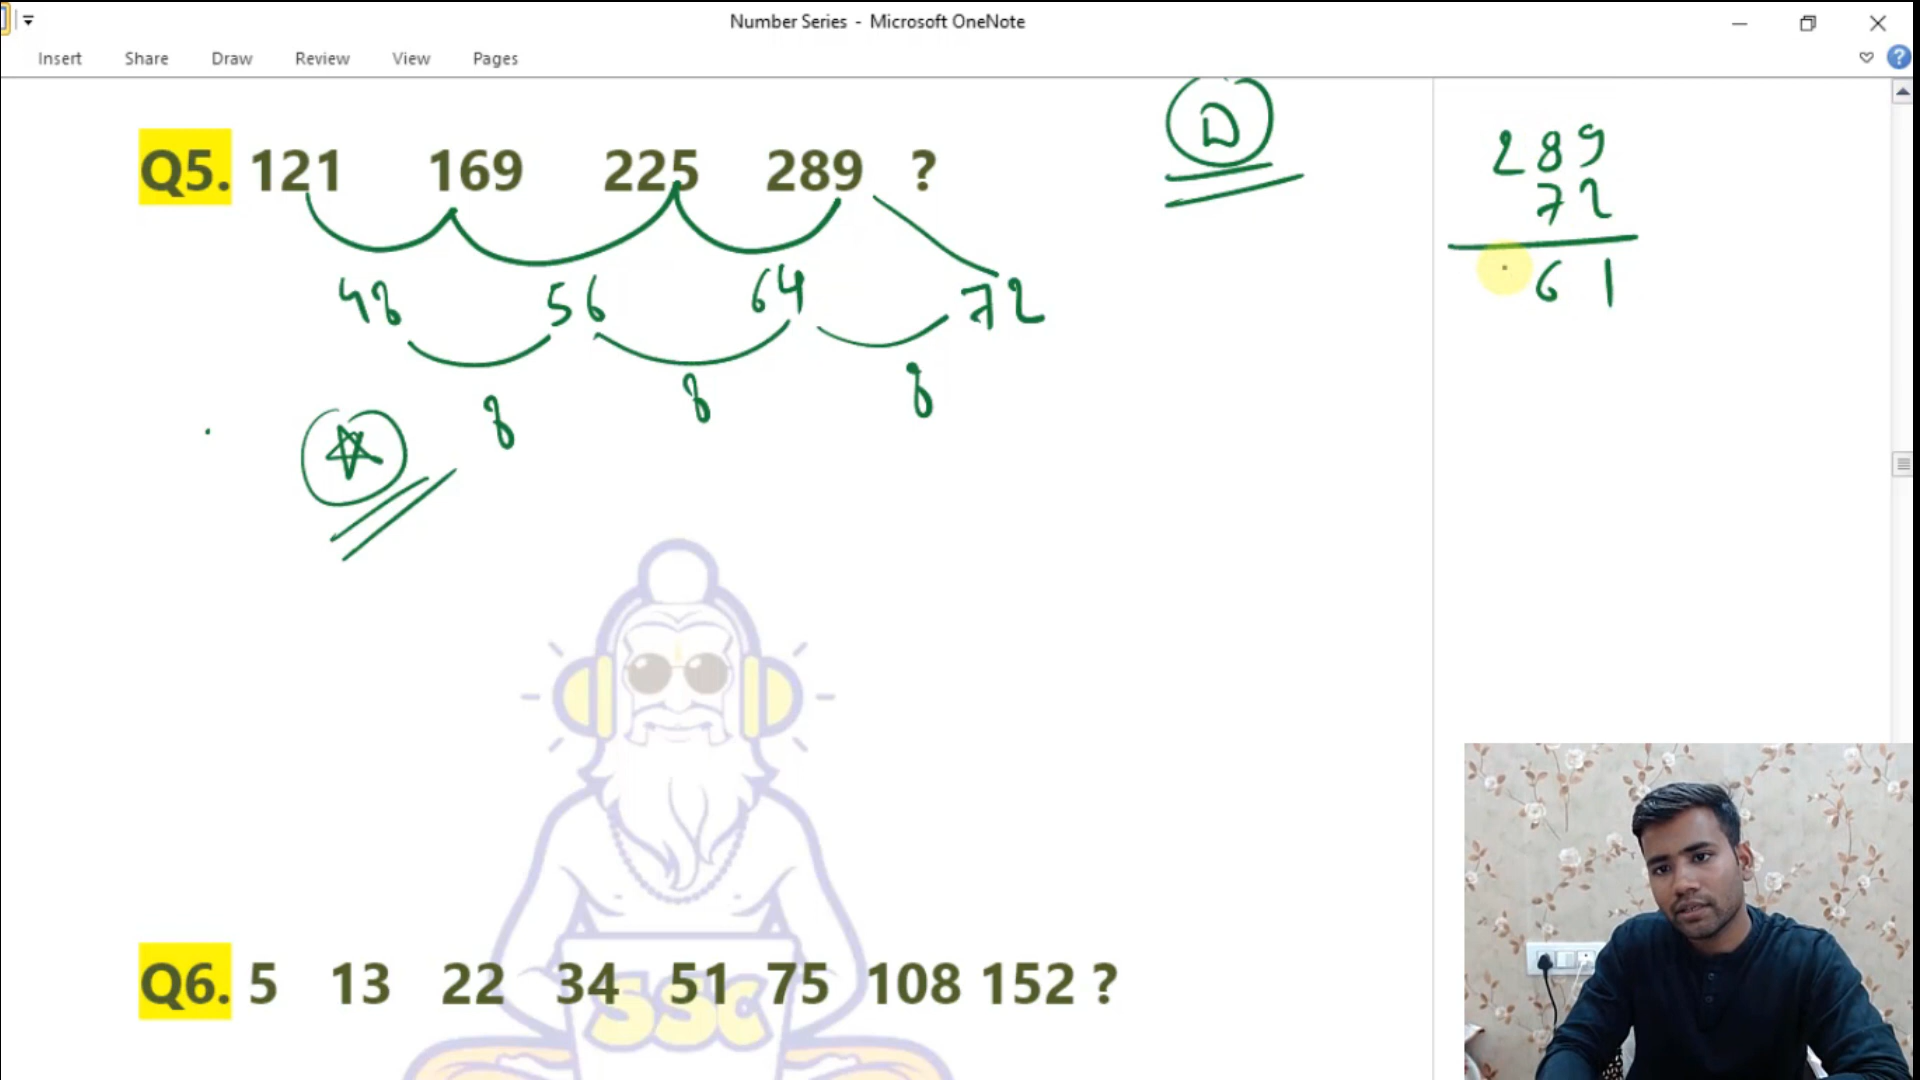 Number Series - Microsoft OneNote
Insert Share Draw Review View Pages
D
Q5. 121 169 225 289 ?
289
72
61
48 56 64 72
8 8 8
Q6. 5 13 22 34 51 75 108 152 ?
SSC